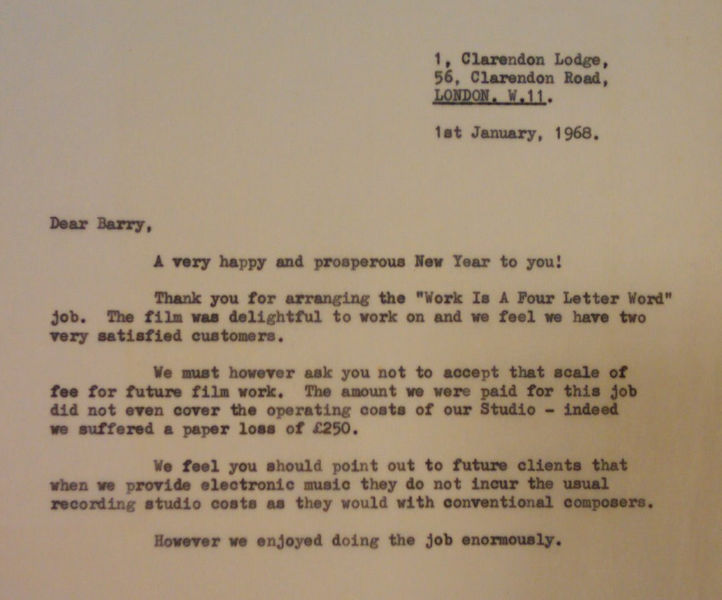 1, Clarendon Lodge,
56, Clarendon Road,
LONDON. W.11.
1st January, 1968.
Dear Barry,
A very happy and prosperous New Year to you!
Thank you for arranging the "Work Is A Four Letter Word"
job. The film was delightful to work on and we feel we have two
very satisfied customers.
We must however ask you not to accept that scale of
fee for future film work. The amount we were paid for this job
did not even cover the operating costs of our Studio - indeed
we suffered a paper loss of £250.
We feel you should point out to future clients that
when we provide electronic music they do not incur the usual
recording studio costs as they would with conventional composers.
However we enjoyed doing the job enormously.